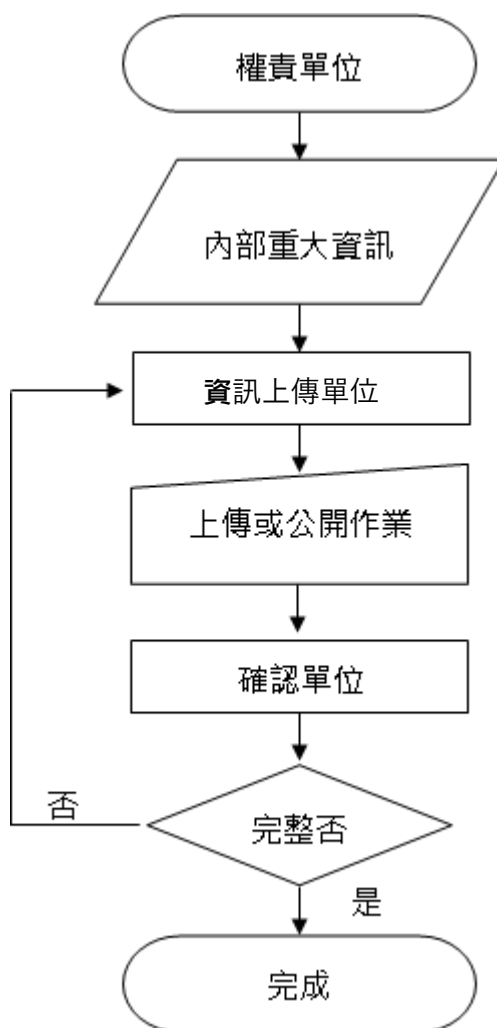 權責單位
內部重大資訊
資訊上傳單位
上傳或公開作業
確認單位
完整否
否
是
完成